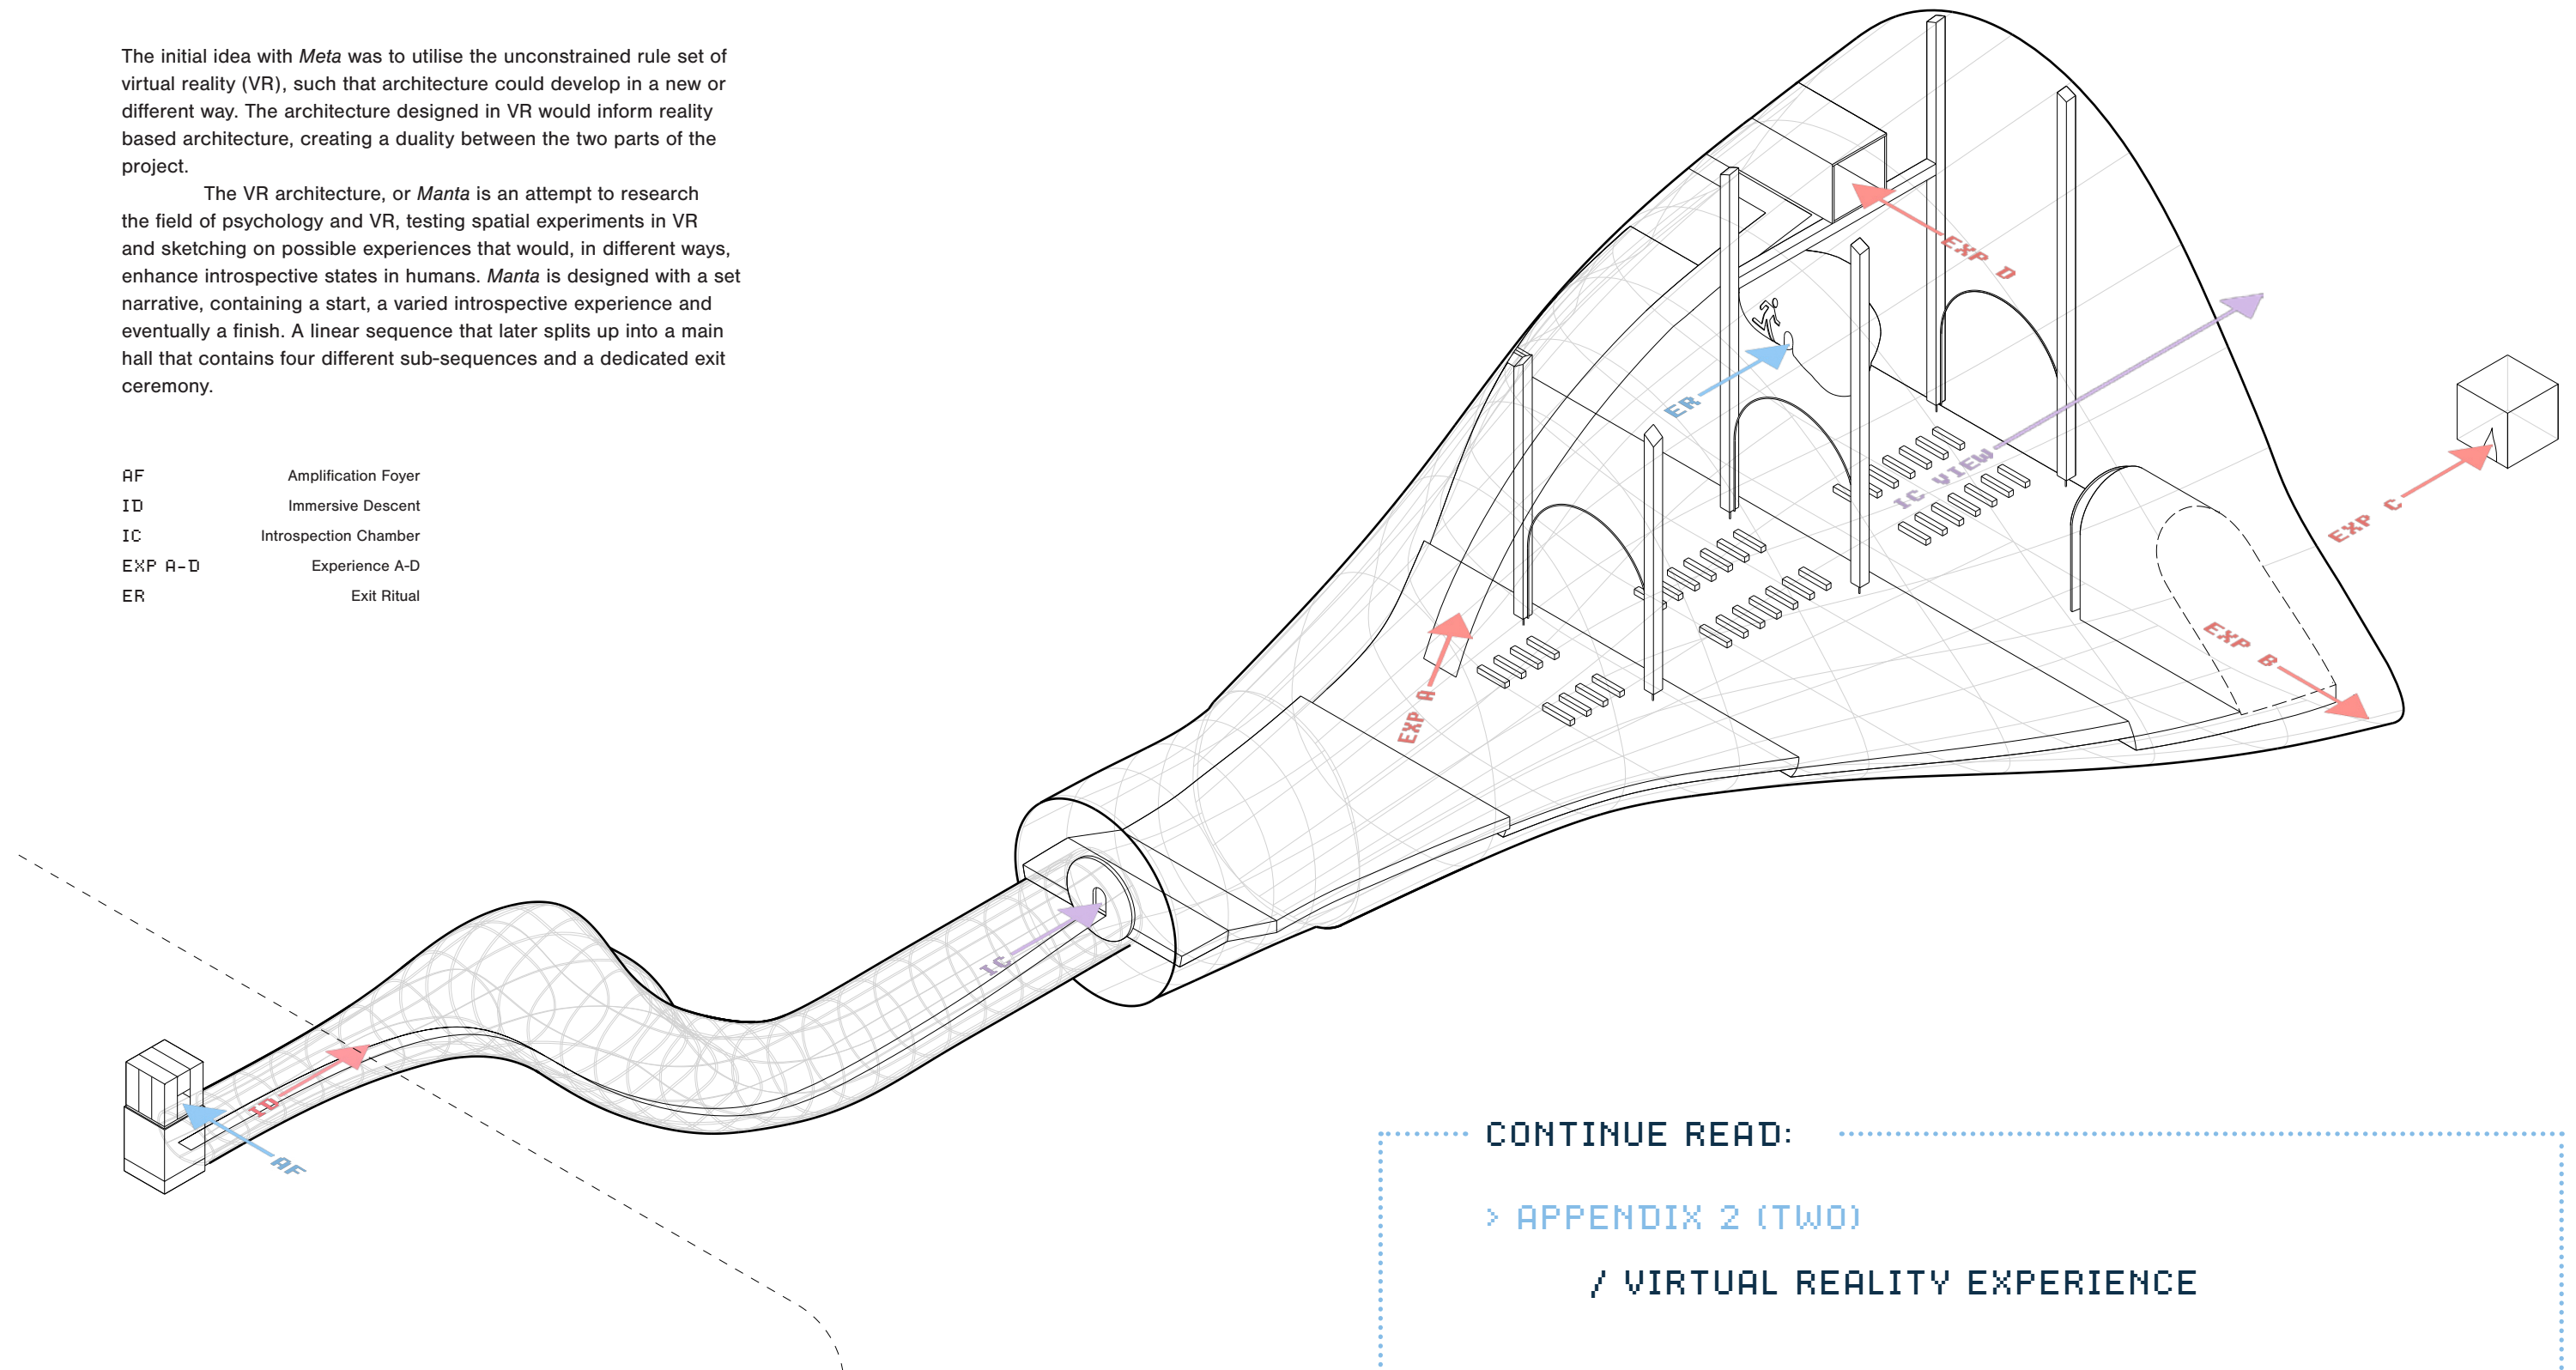 The initial idea with Meta was to utilise the unconstrained rule set of
virtual reality (VR), such that architecture could develop in a new or
different way. The architecture designed in VR would inform reality
based architecture, creating a duality between the two parts of the
project.
The VR architecture, or Manta is an attempt to research
the field of psychology and VR, testing spatial experiments in VR
and sketching on possible experiences that would, in different ways,
enhance introspective states in humans. Manta is designed with a set
narrative, containing a start, a varied introspective experience and
eventually a finish. A linear sequence that later splits up into a main
hall that contains four different sub-sequences and a dedicated exit
ceremony.
AF Amplification Foyer
ID Immersive Descent
IC Introspection Chamber
EXP A-D Experience A-D
ER Exit Ritual
EXP D
ER
IC VIEW
EXP C
EXP B
EXP A
IC
ID
AF
CONTINUE READ:
> APPENDIX 2 (TWO)
/ VIRTUAL REALITY EXPERIENCE